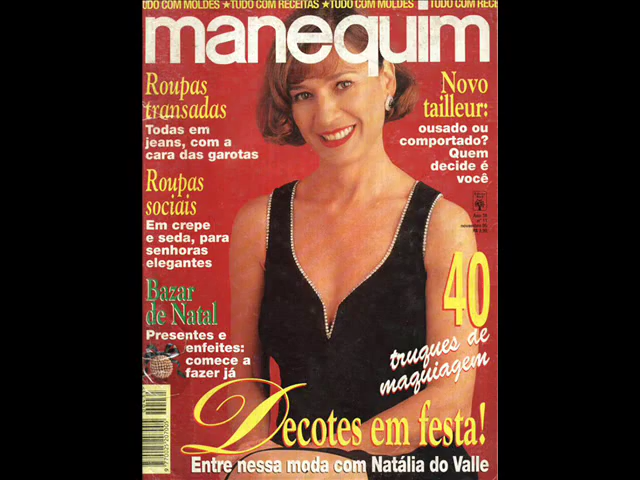 TUDO COM MOLDES ★TUDO COM RECEITAS ★TUDO COM MOLDES TUDO COM RECE
manequim
Roupas
transadas
Todas em
jeans, com a
cara das garotas
Roupas
sociais
Em crepe
e seda, para
senhoras
elegantes
Bazar
de Natal
Presentes e
enfeites:
comece a
fazer já
Novo
tailleur:
ousado ou
comportado?
Quem
decide é
você
40
truques de
maquiagem
Decotes em festa!
Entre nessa moda com Natália do Valle